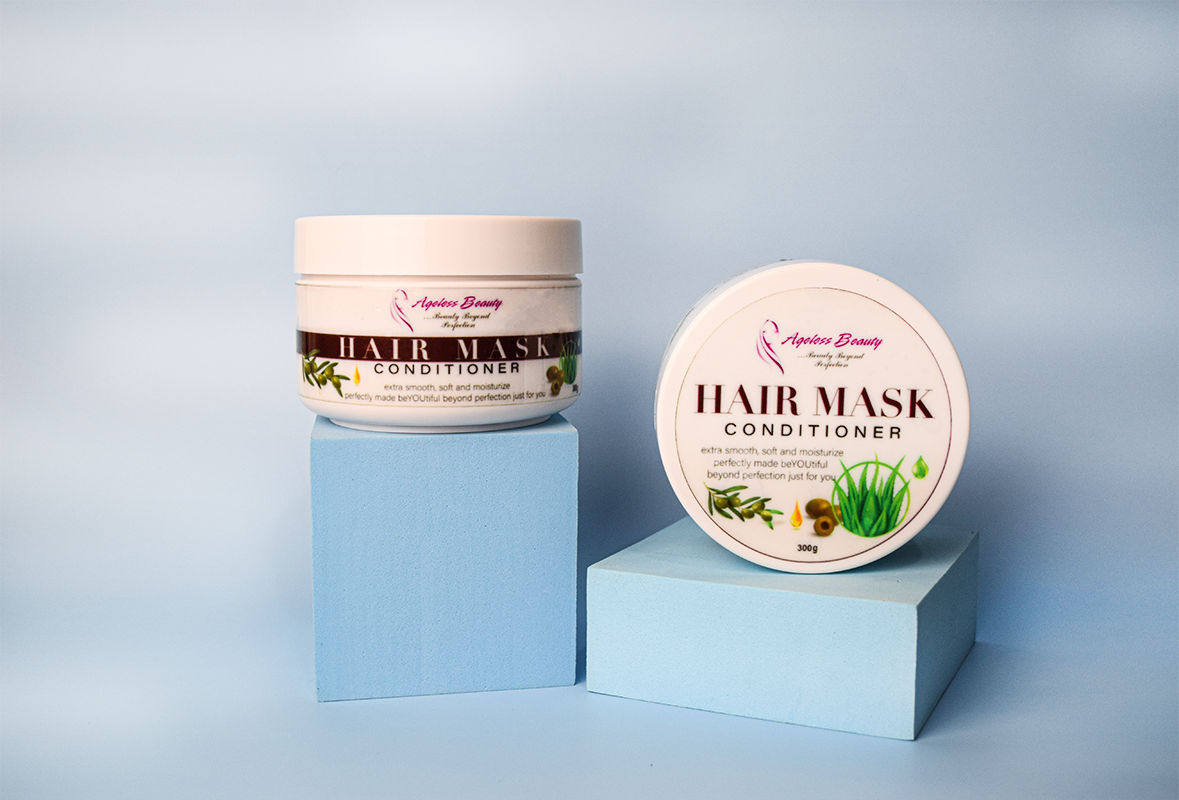 Ageless Beauty
...Beauty Beyond
Perfection
HAIR MASK
CONDITIONER
extra smooth, soft and moisturize
perfectly made beYOUtiful beyond perfection just for you
Ageless Beauty
...Beauty Beyond
Perfection
HAIR MASK
CONDITIONER
extra smooth, soft and moisturize
perfectly made beYOUtiful
beyond perfection just for you
300g